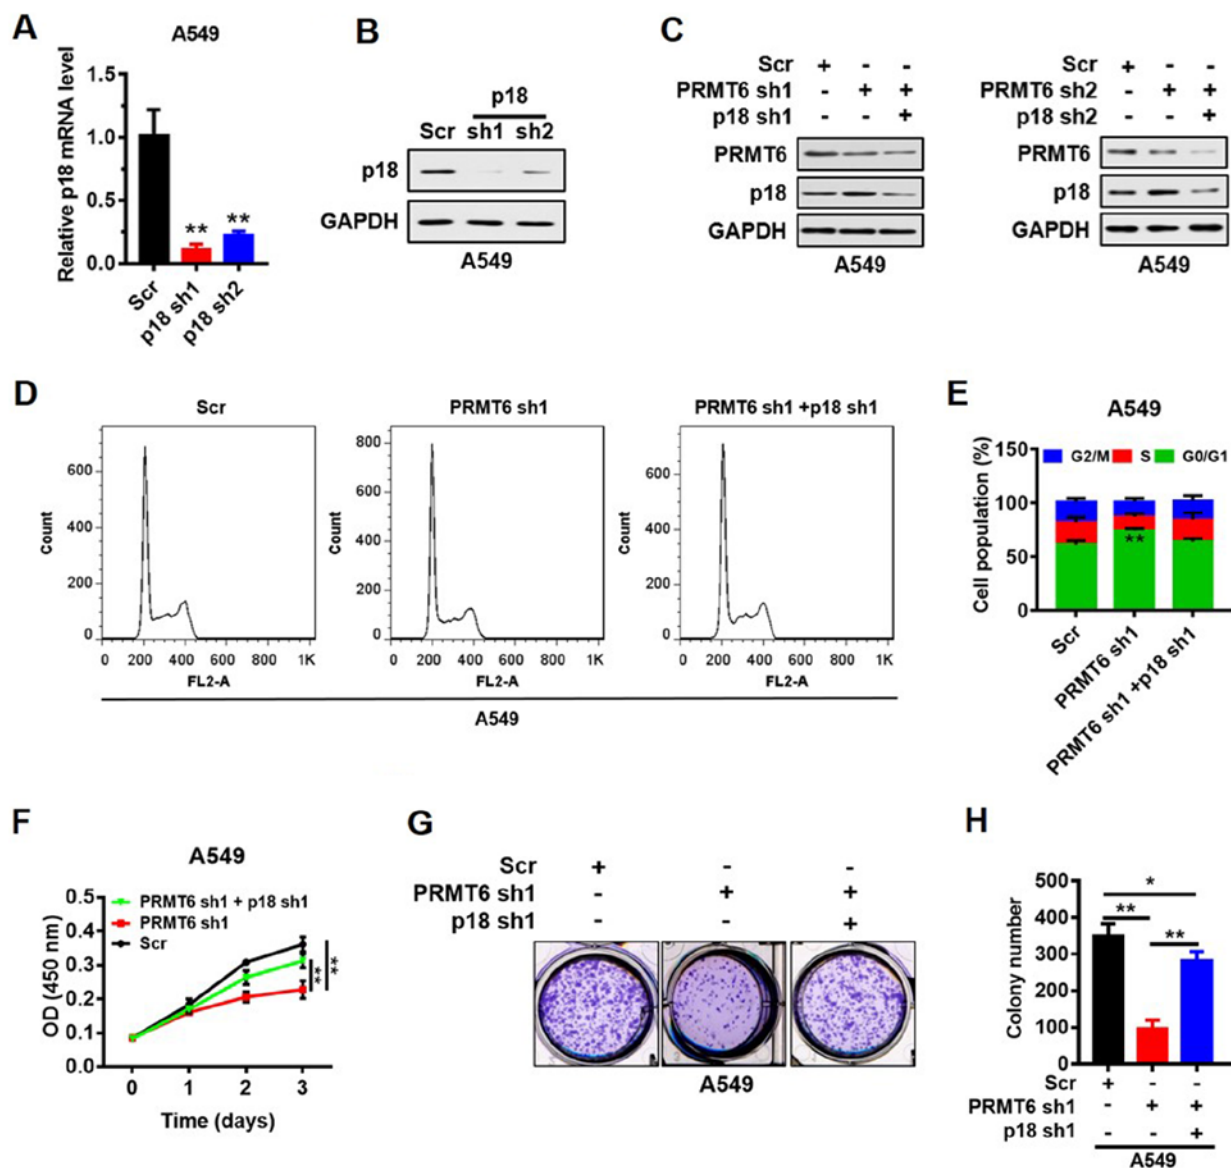 A
A549
Relative p18 mRNA level
1.5
1.0
0.5
0.0
**
**
Scr
p18 sh1
p18 sh2
B
p18
Scr sh1 sh2
p18
GAPDH
A549
C
Scr + - -
PRMT6 sh1 - + +
p18 sh1 - - +
PRMT6
p18
GAPDH
A549
Scr + - -
PRMT6 sh2 - + +
p18 sh2 - - +
PRMT6
p18
GAPDH
A549
D
Scr
Count
600
400
200
0
0 200 400 600 800 1K
FL2-A
PRMT6 sh1
Count
800
600
400
200
0
0 200 400 600 800 1K
FL2-A
PRMT6 sh1 +p18 sh1
Count
600
400
200
0
0 200 400 600 800 1K
FL2-A
A549
E
A549
Cell population (%)
150
100
50
0
G2/M S G0/G1
**
Scr
PRMT6 sh1
PRMT6 sh1 +p18 sh1
F
A549
OD (450 nm)
0.5
0.4
0.3
0.2
0.1
0.0
PRMT6 sh1 + p18 sh1
PRMT6 sh1
Scr
**
**
0 1 2 3
Time (days)
G
Scr + - -
PRMT6 sh1 - + +
p18 sh1 - - +
A549
H
Colony number
500
400
300
200
100
0
*
**
**
Scr + - -
PRMT6 sh1 - + +
p18 sh1 - - +
A549